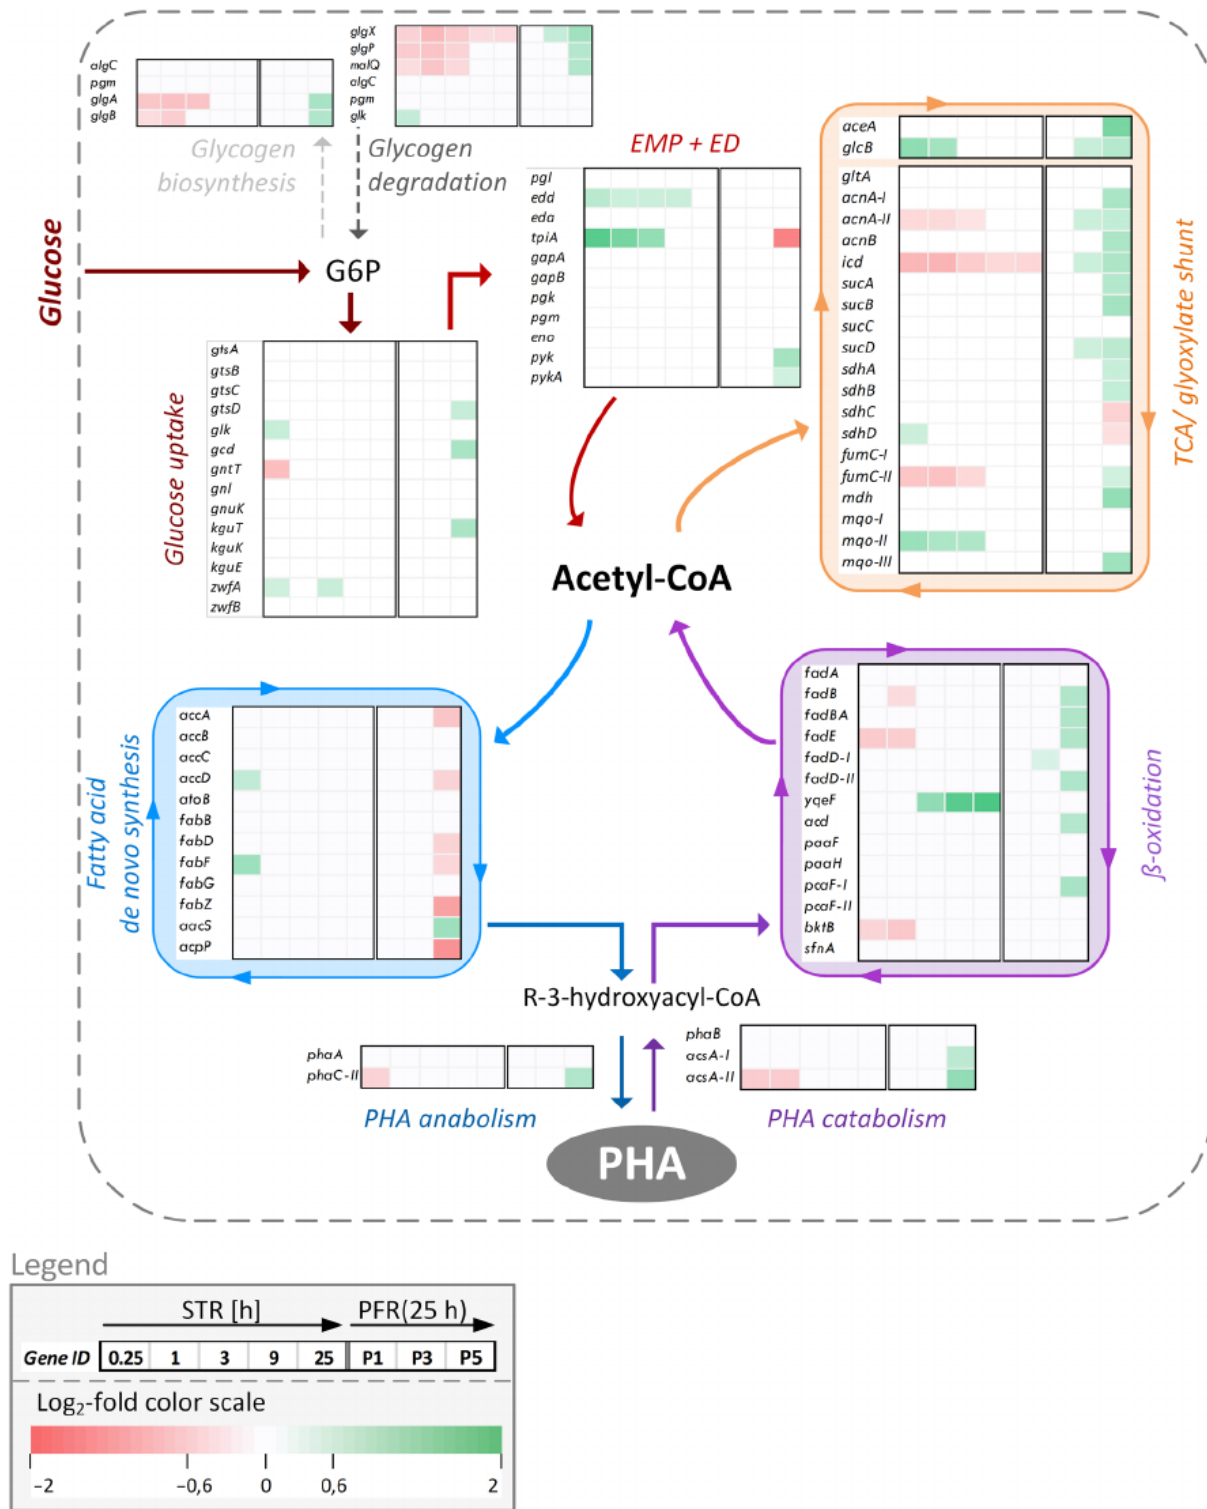 glgX
glgP
malQ
algC
pgm
glk
algC
pgm
glgA
glgB
Glycogen
biosynthesis
Glycogen
degradation
EMP + ED
pgI
edd
eda
tpiA
gapA
gapB
pgk
pgm
eno
pyk
pykA
aceA
glcB
gltA
acnA-I
acnA-II
acnB
icd
sucA
sucB
sucC
sucD
sdhA
sdhB
sdhC
sdhD
fumC-I
fumC-II
mdh
mqo-I
mqo-II
mqo-III
TCA/ glyoxylate shunt
Glucose
G6P
Glucose uptake
gtsA
gtsB
gtsC
gtsD
glk
gcd
gntT
gnl
gnuK
kguT
kguK
kguE
zwfA
zwfB
Acetyl-CoA
Fatty acid
de novo synthesis
accA
accB
accC
accD
atoB
fabB
fabD
fabF
fabG
fabZ
aacS
acpP
fadA
fadB
fadBA
fadE
fadD-I
fadD-II
yqeF
acd
paaF
paaH
pcaF-I
pcaF-II
bktB
sfnA
ß-oxidation
R-3-hydroxyacyl-CoA
phaA
phaC-II
phaB
acsA-I
acsA-II
PHA anabolism
PHA catabolism
PHA
Legend
STR [h] PFR(25 h)
Gene ID 0.25 1 3 9 25 P1 P3 P5
Log₂-fold color scale
−2 −0,6 0 0,6 2